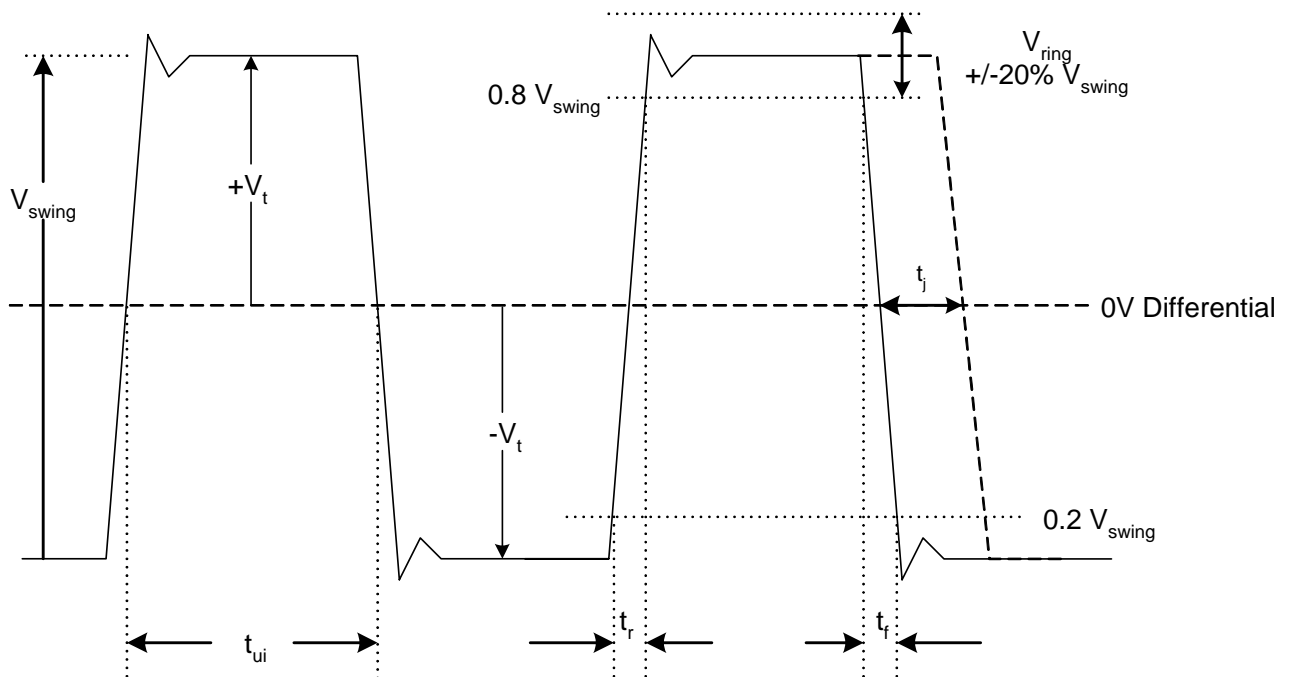 V_ring
+/-20% V_swing
0.8 V_swing
+V_t
V_swing
t_j
0V Differential
-V_t
0.2 V_swing
t_r
t_f
t_ui